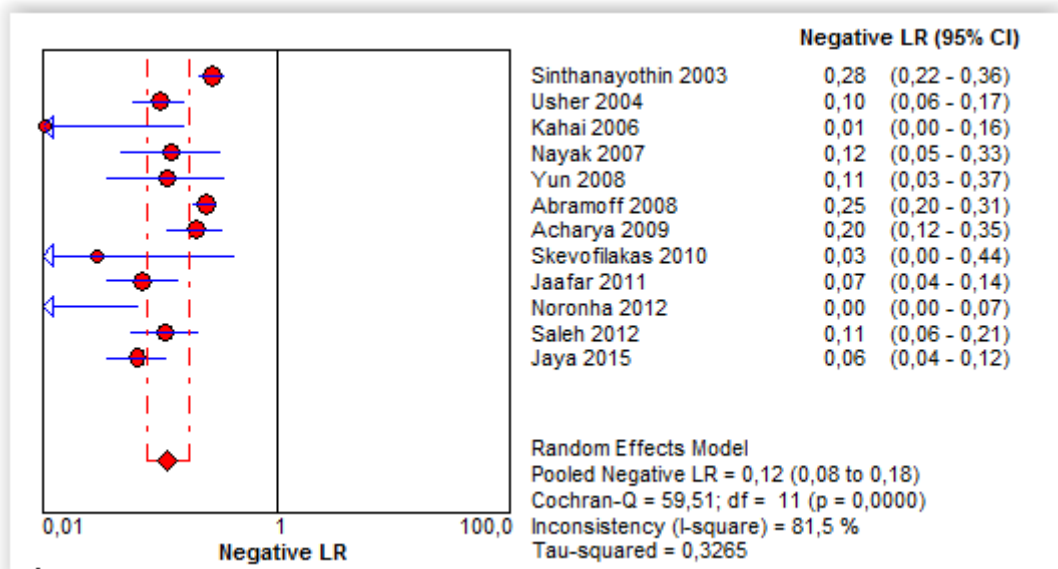 Negative LR (95% CI)
Sinthanayothin 2003 0,28 (0,22 - 0,36)
Usher 2004 0,10 (0,06 - 0,17)
Kahai 2006 0,01 (0,00 - 0,16)
Nayak 2007 0,12 (0,05 - 0,33)
Yun 2008 0,11 (0,03 - 0,37)
Abramoff 2008 0,25 (0,20 - 0,31)
Acharya 2009 0,20 (0,12 - 0,35)
Skevofilakas 2010 0,03 (0,00 - 0,44)
Jaafar 2011 0,07 (0,04 - 0,14)
Noronha 2012 0,00 (0,00 - 0,07)
Saleh 2012 0,11 (0,06 - 0,21)
Jaya 2015 0,06 (0,04 - 0,12)
Random Effects Model
Pooled Negative LR = 0,12 (0,08 to 0,18)
Cochran-Q = 59,51; df = 11 (p = 0,0000)
Inconsistency (I-square) = 81,5 %
Tau-squared = 0,3265
0,01 1 100,0
Negative LR